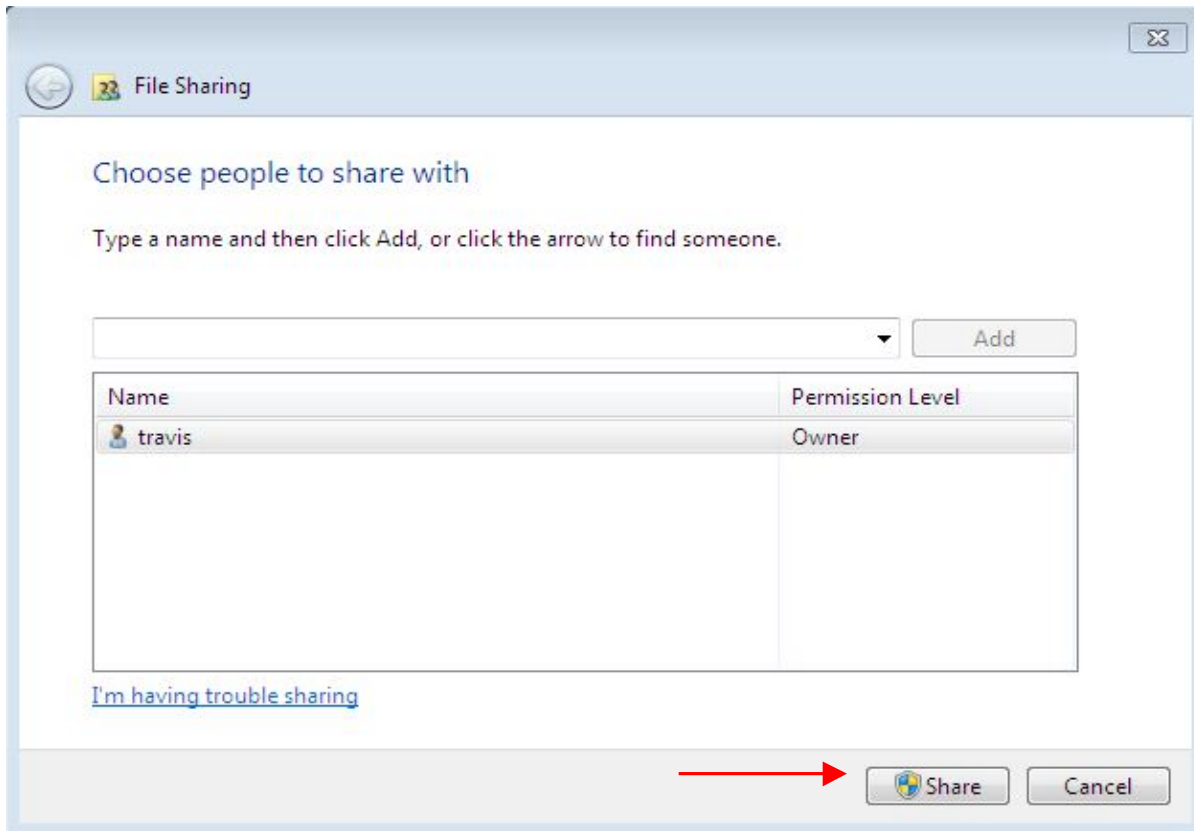 File Sharing
Choose people to share with
Type a name and then click Add, or click the arrow to find someone.
Add
Name Permission Level
travis Owner
I'm having trouble sharing
Share Cancel